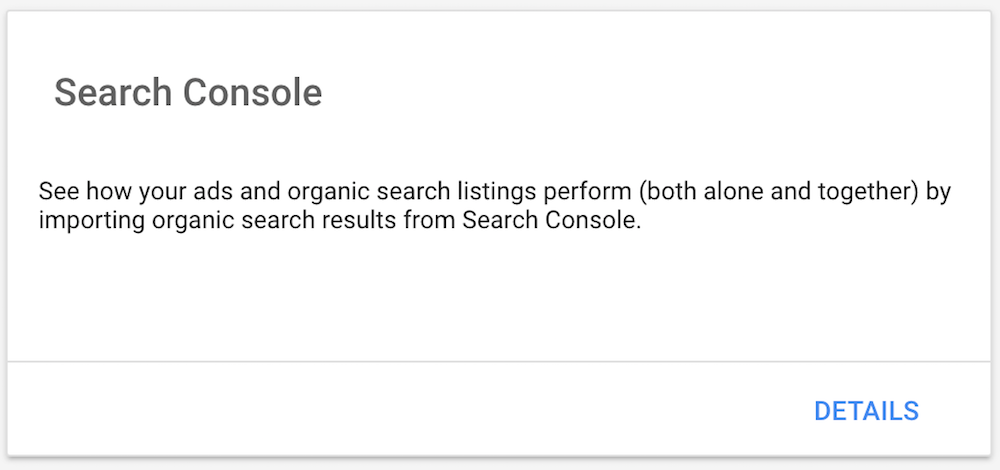 Search Console
See how your ads and organic search listings perform (both alone and together) by
importing organic search results from Search Console.
DETAILS